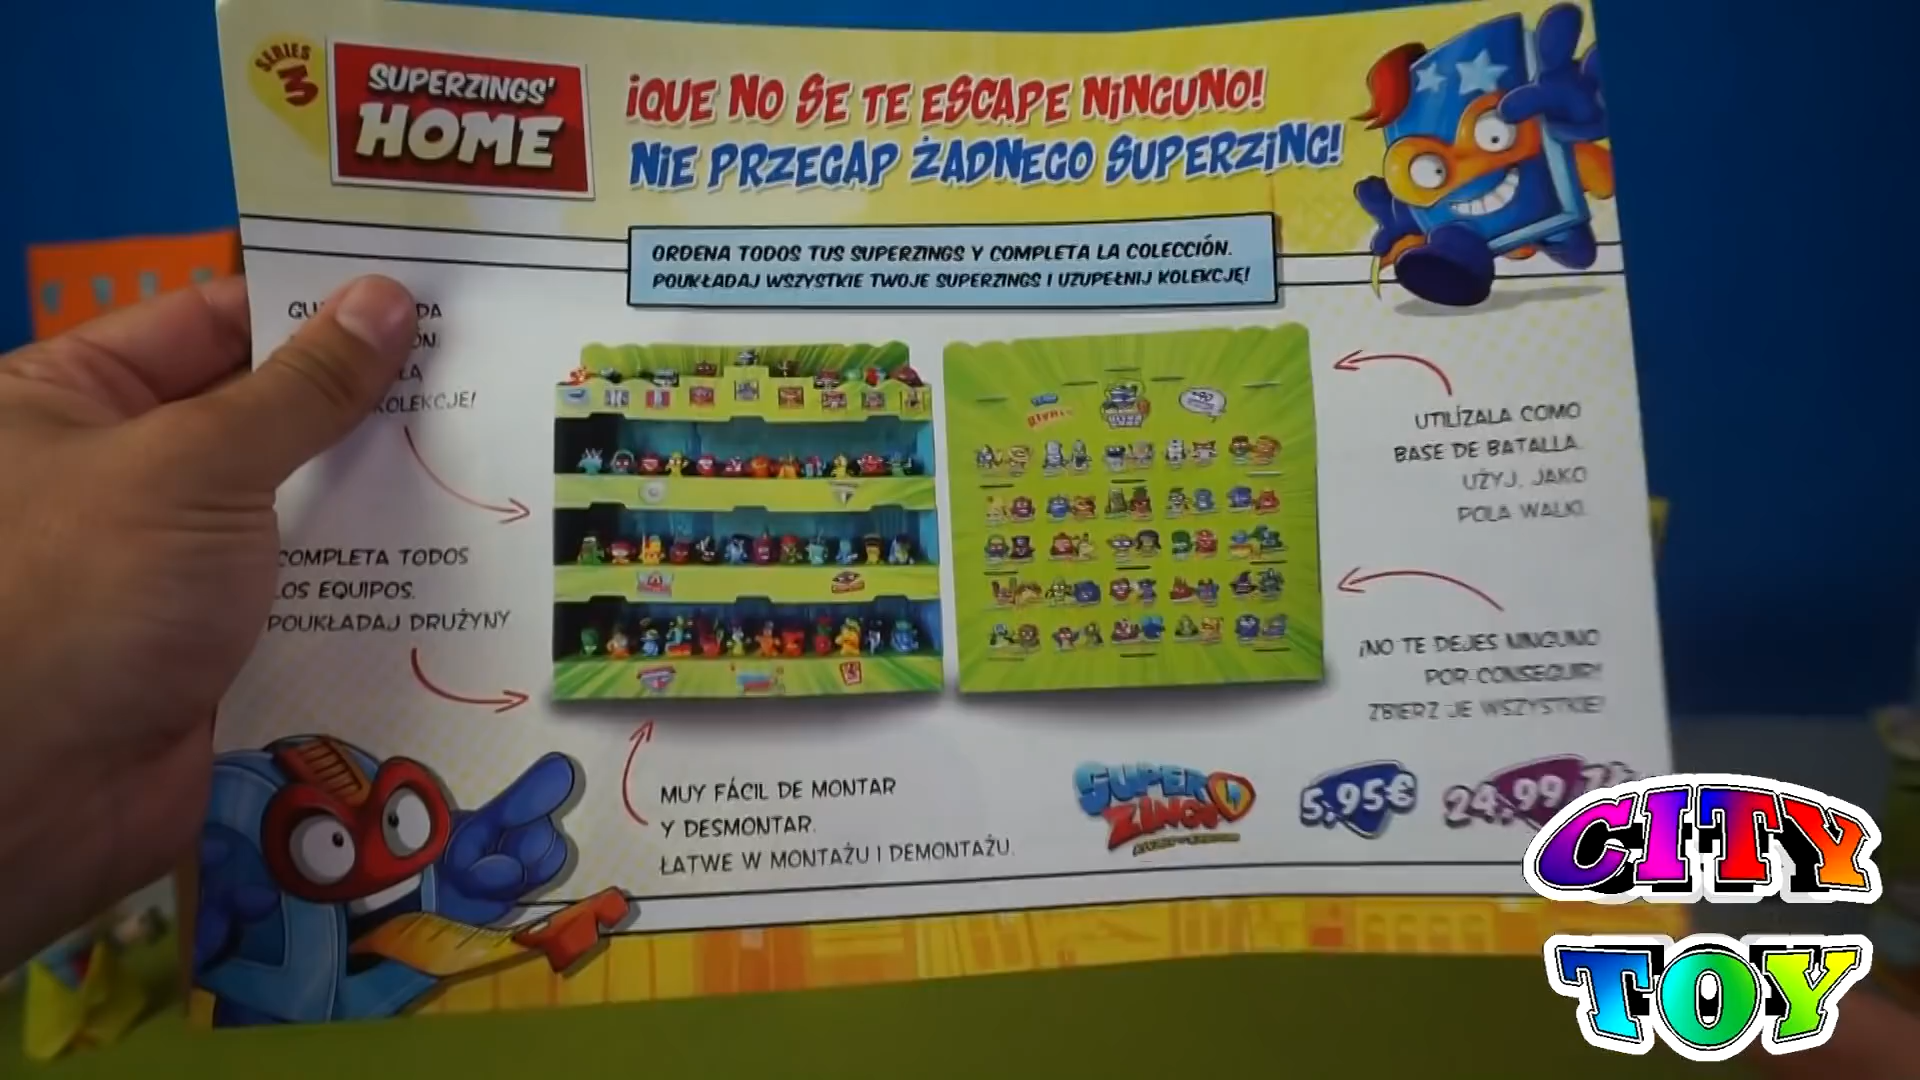 SERIES
3
SUPERZINGS'
HOME
¡QUE NO SE TE ESCAPE NINGUNO!
NIE PRZEGAP ŻADNEGO SUPERZING!
ORDENA TODOS TUS SUPERZINGS Y COMPLETA LA COLECCIÓN.
POUKŁADAJ WSZYSTKIE TWOJE SUPERZINGS I UZUPEŁNIJ KOLEKCJĘ!
KOLEKCJE!
COMPLETA TODOS
LOS EQUIPOS.
POUKŁADAJ DRUŻYNY
UTILÍZALA COMO
BASE DE BATALLA.
UŻYJ, JAKO
POLA WALKI.
¡NO TE DEJES NINGUNO
POR CONSEGUIR!
ZBIERZ JE WSZYSTKIE!
MUY FÁCIL DE MONTAR
Y DESMONTAR.
ŁATWE W MONTAŻU I DEMONTAŻU.
SUPER
ZINGS
5,95€
24,99
CITY
TOY